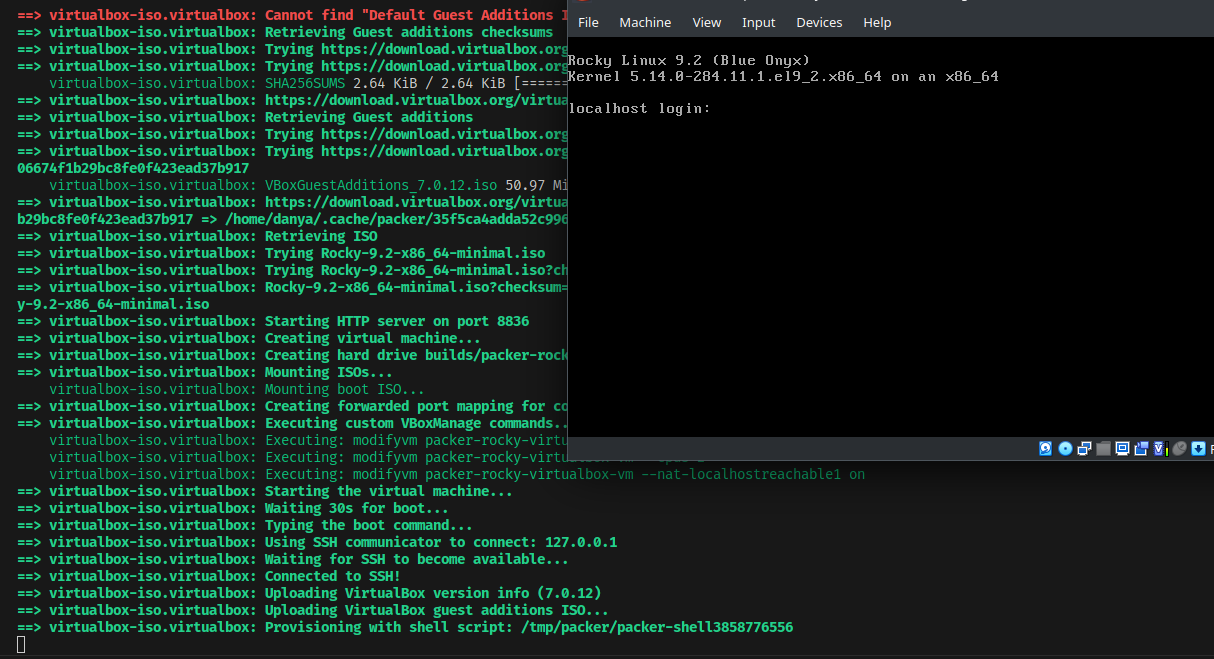 ==> virtualbox-iso.virtualbox: Cannot find "Default Guest Additions I
==> virtualbox-iso.virtualbox: Retrieving Guest additions checksums
==> virtualbox-iso.virtualbox: Trying https://download.virtualbox.org
==> virtualbox-iso.virtualbox: Trying https://download.virtualbox.org
virtualbox-iso.virtualbox: SHA256SUMS 2.64 KiB / 2.64 KiB [======
==> virtualbox-iso.virtualbox: https://download.virtualbox.org/virtua
==> virtualbox-iso.virtualbox: Retrieving Guest additions
==> virtualbox-iso.virtualbox: Trying https://download.virtualbox.org
==> virtualbox-iso.virtualbox: Trying https://download.virtualbox.org
06674f1b29bc8fe0f423ead37b917
virtualbox-iso.virtualbox: VBoxGuestAdditions_7.0.12.iso 50.97 Mi
==> virtualbox-iso.virtualbox: https://download.virtualbox.org/virtua
b29bc8fe0f423ead37b917 => /home/danya/.cache/packer/35f5ca4adda52c996
==> virtualbox-iso.virtualbox: Retrieving ISO
==> virtualbox-iso.virtualbox: Trying Rocky-9.2-x86_64-minimal.iso
==> virtualbox-iso.virtualbox: Trying Rocky-9.2-x86_64-minimal.iso?ch
==> virtualbox-iso.virtualbox: Rocky-9.2-x86_64-minimal.iso?checksum=
y-9.2-x86_64-minimal.iso
==> virtualbox-iso.virtualbox: Starting HTTP server on port 8836
==> virtualbox-iso.virtualbox: Creating virtual machine...
==> virtualbox-iso.virtualbox: Creating hard drive builds/packer-rock
==> virtualbox-iso.virtualbox: Mounting ISOs...
virtualbox-iso.virtualbox: Mounting boot ISO...
==> virtualbox-iso.virtualbox: Creating forwarded port mapping for co
==> virtualbox-iso.virtualbox: Executing custom VBoxManage commands..
virtualbox-iso.virtualbox: Executing: modifyvm packer-rocky-virtu
virtualbox-iso.virtualbox: Executing: modifyvm packer-rocky-virtu
virtualbox-iso.virtualbox: Executing: modifyvm packer-rocky-virtualbox-vm --nat-localhostreachable1 on
==> virtualbox-iso.virtualbox: Starting the virtual machine...
==> virtualbox-iso.virtualbox: Waiting 30s for boot...
==> virtualbox-iso.virtualbox: Typing the boot command...
==> virtualbox-iso.virtualbox: Using SSH communicator to connect: 127.0.0.1
==> virtualbox-iso.virtualbox: Waiting for SSH to become available...
==> virtualbox-iso.virtualbox: Connected to SSH!
==> virtualbox-iso.virtualbox: Uploading VirtualBox version info (7.0.12)
==> virtualbox-iso.virtualbox: Uploading VirtualBox guest additions ISO...
==> virtualbox-iso.virtualbox: Provisioning with shell script: /tmp/packer/packer-shell3858776556
File Machine View Input Devices Help
Rocky Linux 9.2 (Blue Onyx)
Kernel 5.14.0-284.11.1.el9_2.x86_64 on an x86_64
localhost login: